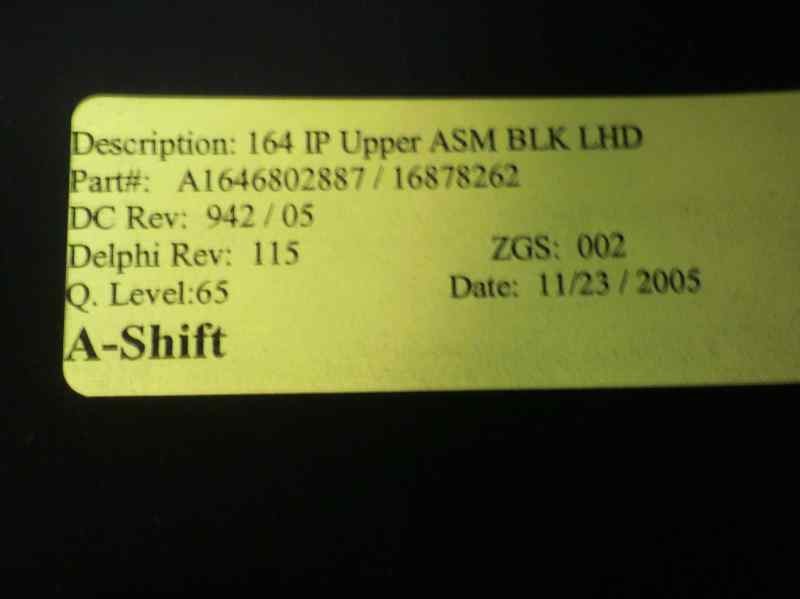 Description: 164 IP Upper ASM BLK LHD
Part#: A1646802887 / 16878262
DC Rev: 942 / 05
Delphi Rev: 115 ZGS: 002
Q. Level:65 Date: 11/23 / 2005
A-Shift